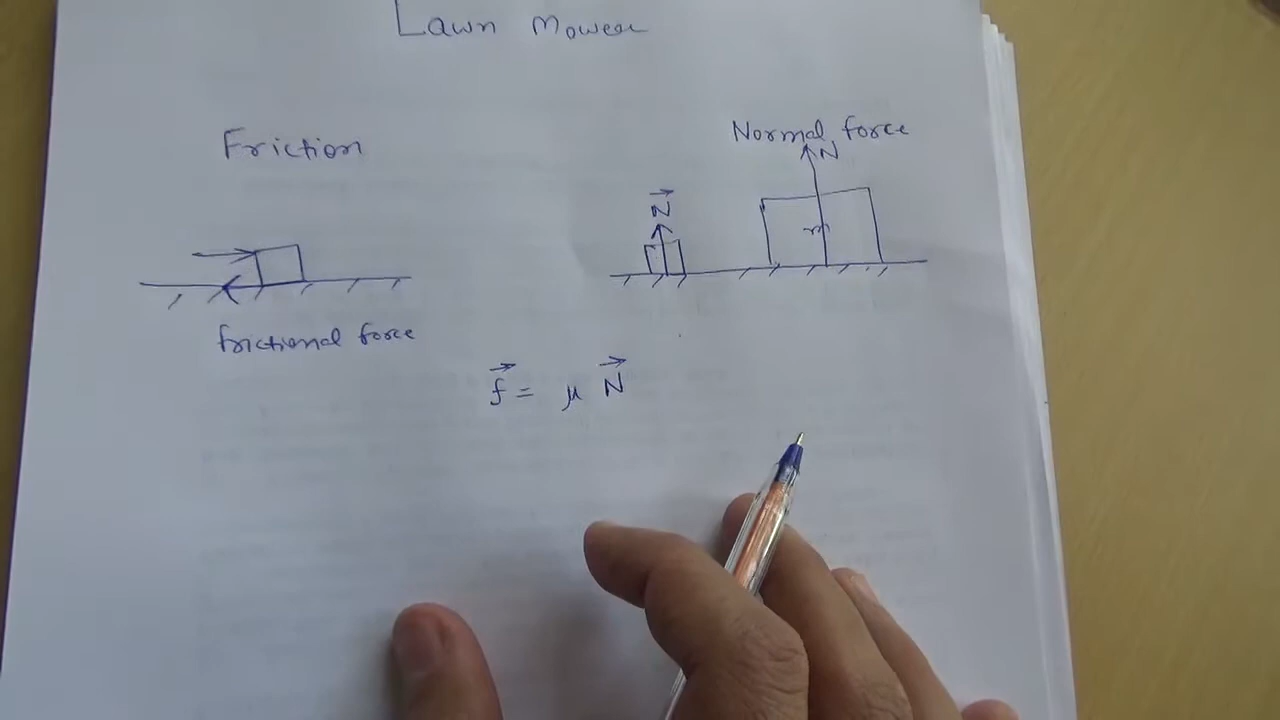 Lawn Mower
Friction
Normal force
N
N
m
frictional force
f = μ N